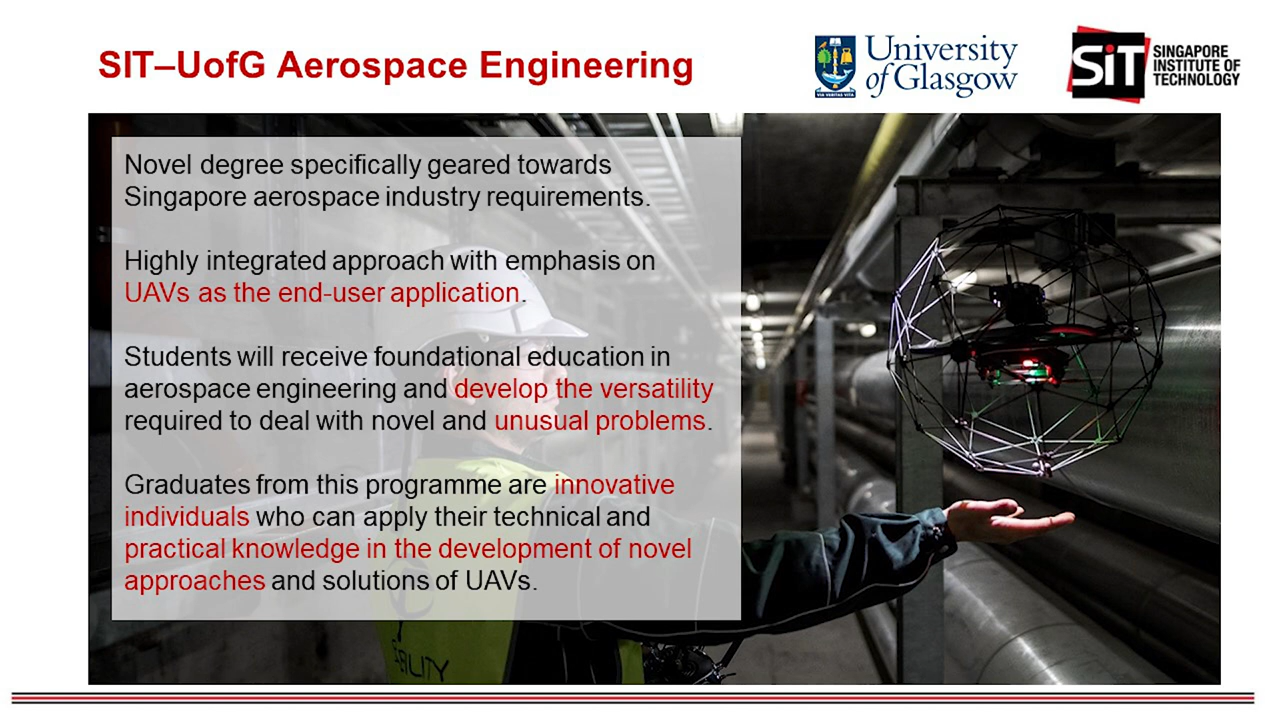 SIT–UofG Aerospace Engineering
University
of Glasgow
VIA VERITAS VITA
SiT
SINGAPORE
INSTITUTE OF
TECHNOLOGY
Novel degree specifically geared towards
Singapore aerospace industry requirements.
Highly integrated approach with emphasis on
UAVs as the end-user application.
Students will receive foundational education in
aerospace engineering and develop the versatility
required to deal with novel and unusual problems.
Graduates from this programme are innovative
individuals who can apply their technical and
practical knowledge in the development of novel
approaches and solutions of UAVs.